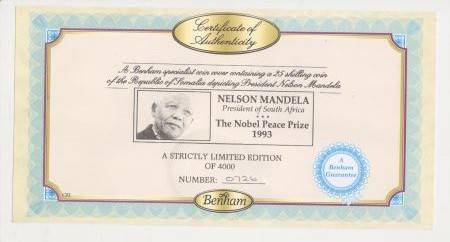 Certificate of
Authenticity
A Benham specialist coin cover containing a 25 shilling coin
of the Republic of Somalia depicting President Nelson Mandela
NELSON MANDELA
President of South Africa
***
The Nobel Peace Prize
1993
A STRICTLY LIMITED EDITION
OF 4000
NUMBER: 0726
A
Benham
Guarantee
Benham